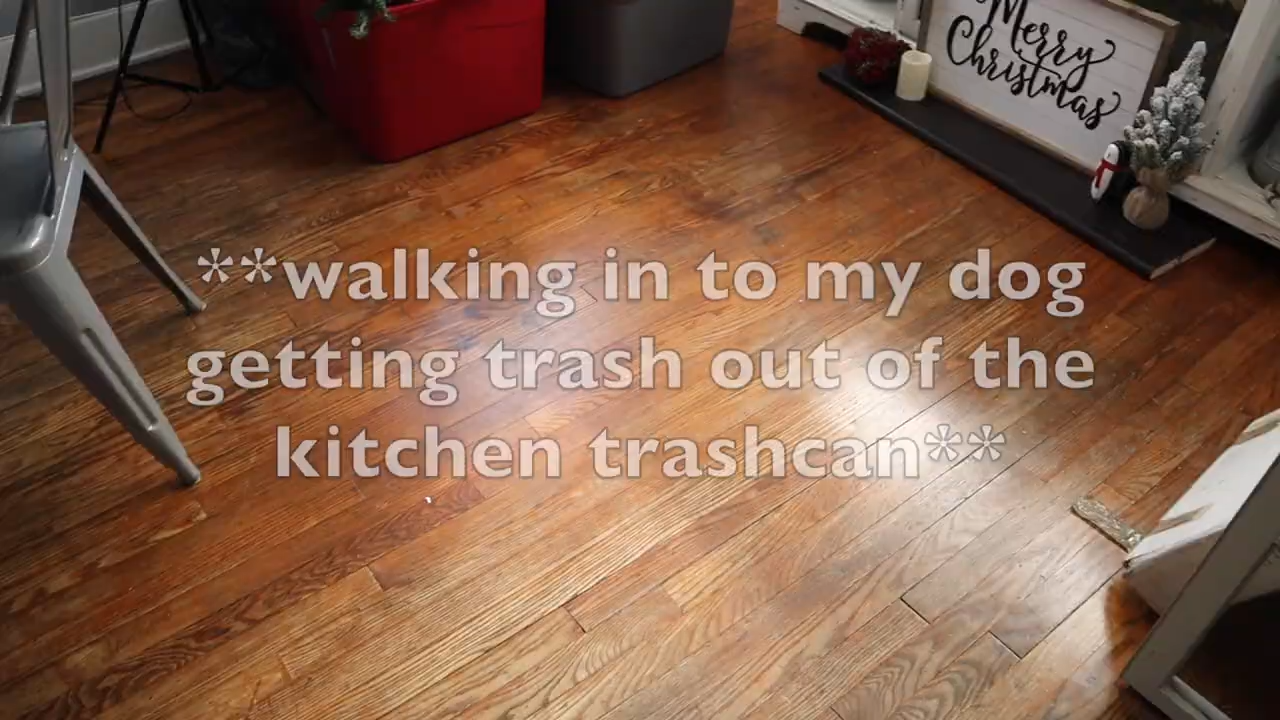 Merry
Christmas
**walking in to my dog
getting trash out of the
kitchen trashcan**